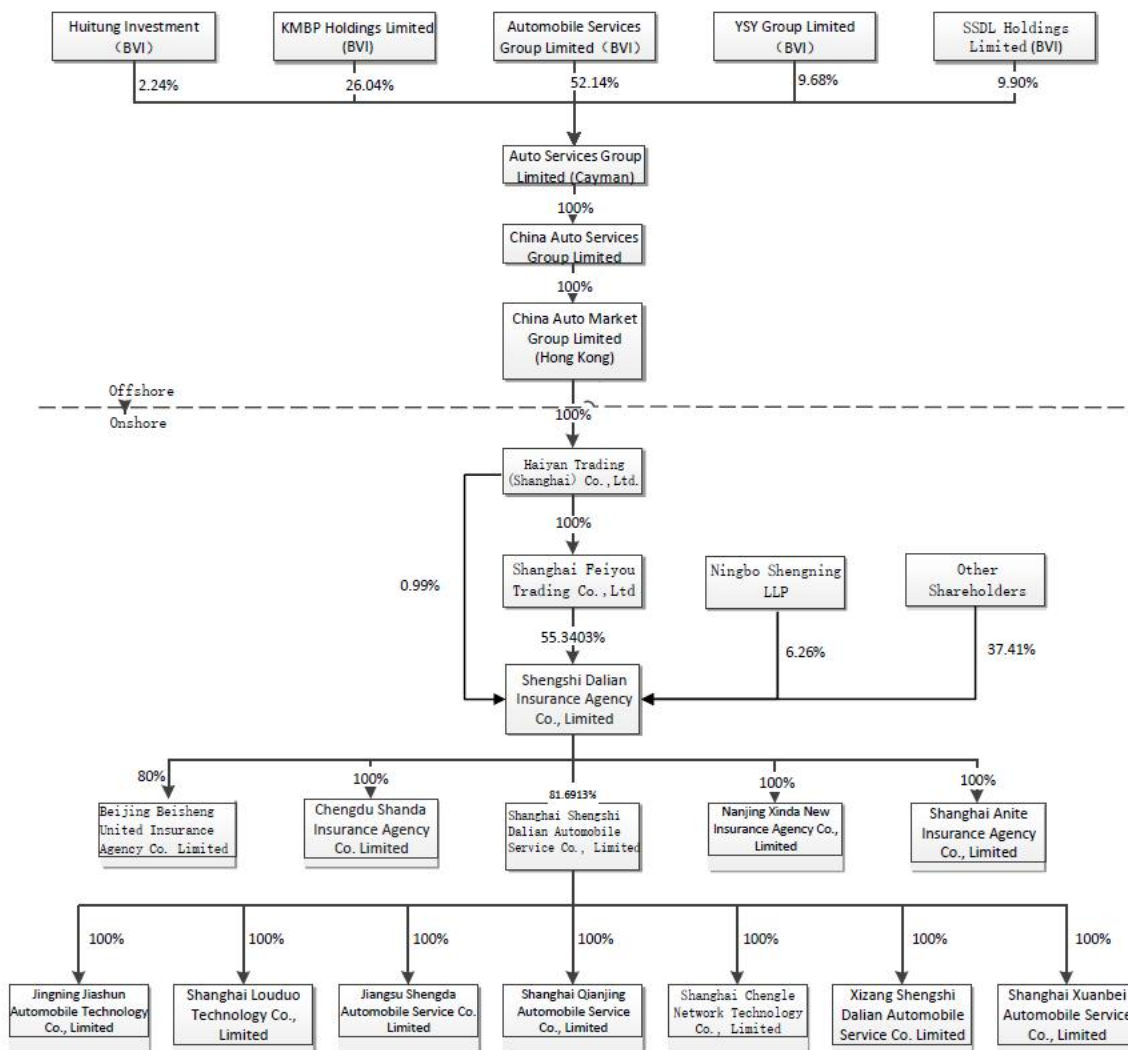 Huitung Investment
（BVI）
KMBP Holdings Limited
(BVI)
Automobile Services
Group Limited（BVI）
YSY Group Limited
（BVI）
SSDL Holdings
Limited (BVI)
2.24%
26.04%
52.14%
9.68%
9.90%
Auto Services Group
Limited (Cayman)
100%
China Auto Services
Group Limited
100%
China Auto Market
Group Limited
(Hong Kong)
Offshore
Onshore
100%
Haiyan Trading
(Shanghai) Co.,Ltd.
100%
0.99%
Shanghai Feiyou
Trading Co.,Ltd
Ningbo Shengning
LLP
Other
Shareholders
55.3403%
6.26%
37.41%
Shengshi Dalian
Insurance Agency
Co., Limited
80%
100%
81.6913%
100%
100%
Beijing Beisheng
United Insurance
Agency Co. Limited
Chengdu Shanda
Insurance Agency
Co. Limited
Shanghai Shengshi
Dalian Automobile
Service Co., Limited
Nanjing Xinda New
Insurance Agency Co.,
Limited
Shanghai Anite
Insurance Agency
Co., Limited
100%
100%
100%
100%
100%
100%
100%
Jingning Jiashun
Automobile Technology
Co., Limited
Shanghai Louduo
Technology Co.,
Limited
Jiangsu Shengda
Automobile Service Co.
Limited
Shanghai Qianjing
Automobile Service
Co., Limited
Shanghai Chengle
Network Technology
Co., Limited
Xizang Shengshi
Dalian Automobile
Service Co. Limited
Shanghai Xuanbei
Automobile Service
Co., Limited